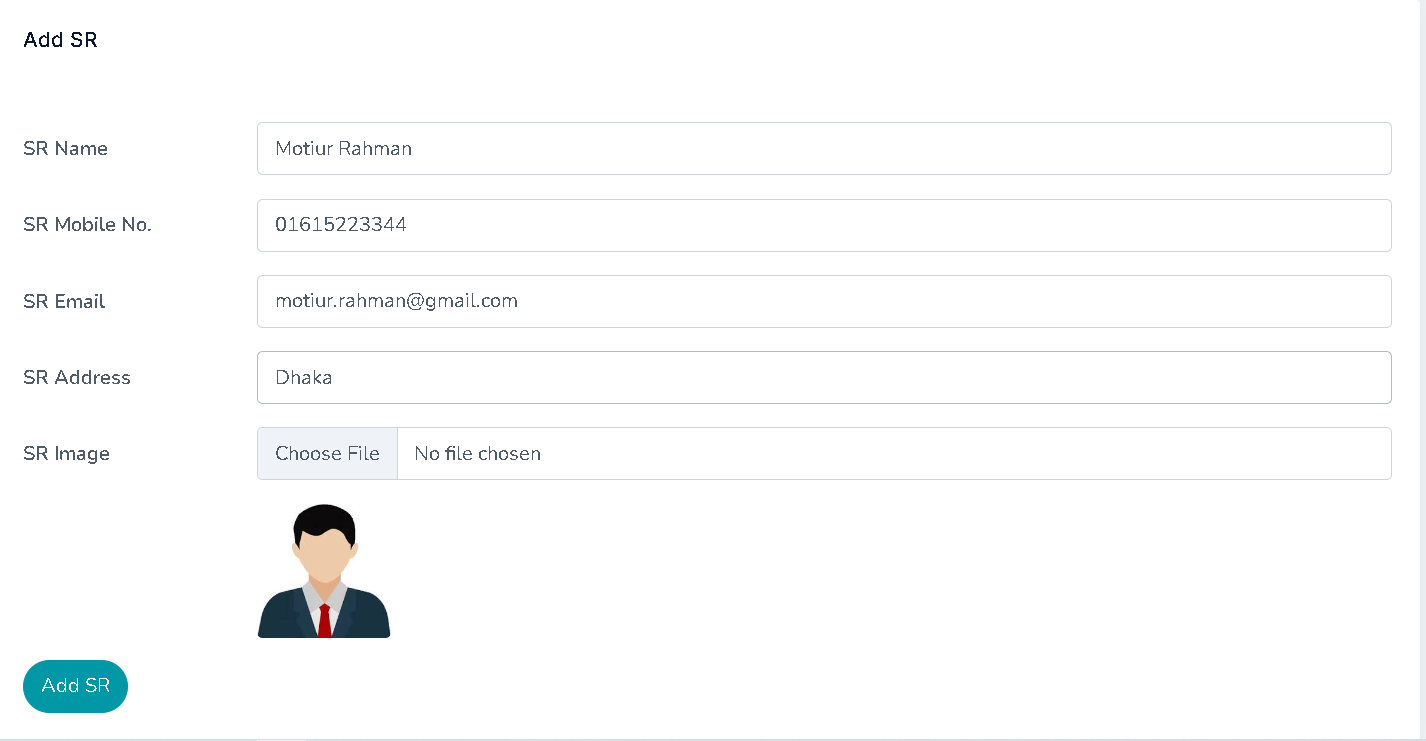 Add SR
SR Name
Motiur Rahman
SR Mobile No.
01615223344
SR Email
motiur.rahman@gmail.com
SR Address
Dhaka
SR Image
Choose File No file chosen
Add SR